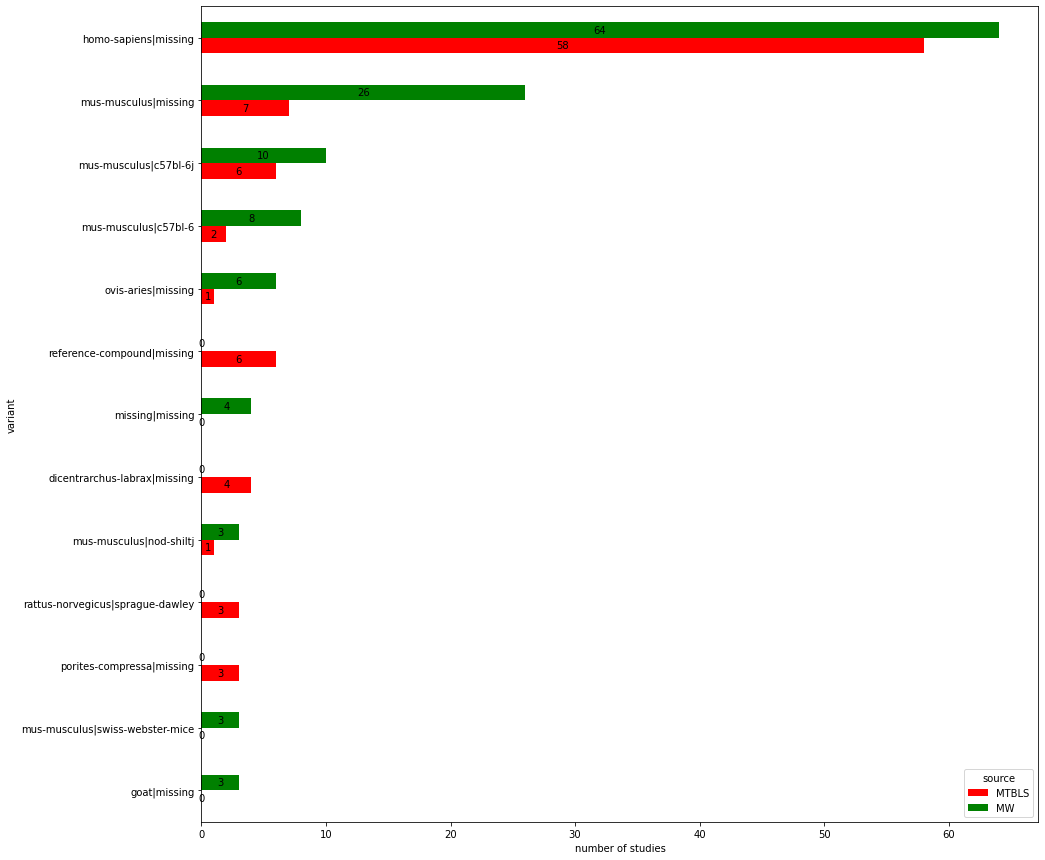 homo-sapiens|missing
64
58
mus-musculus|missing
26
7
mus-musculus|c57bl-6j
10
6
mus-musculus|c57bl-6
8
2
ovis-aries|missing
6
1
reference-compound|missing
0
6
missing|missing
4
0
dicentrarchus-labrax|missing
0
4
mus-musculus|nod-shiltj
3
1
rattus-norvegicus|sprague-dawley
0
3
porites-compressa|missing
0
3
mus-musculus|swiss-webster-mice
3
0
goat|missing
3
0
variant
0 10 20 30 40 50 60
number of studies
source
MTBLS
MW